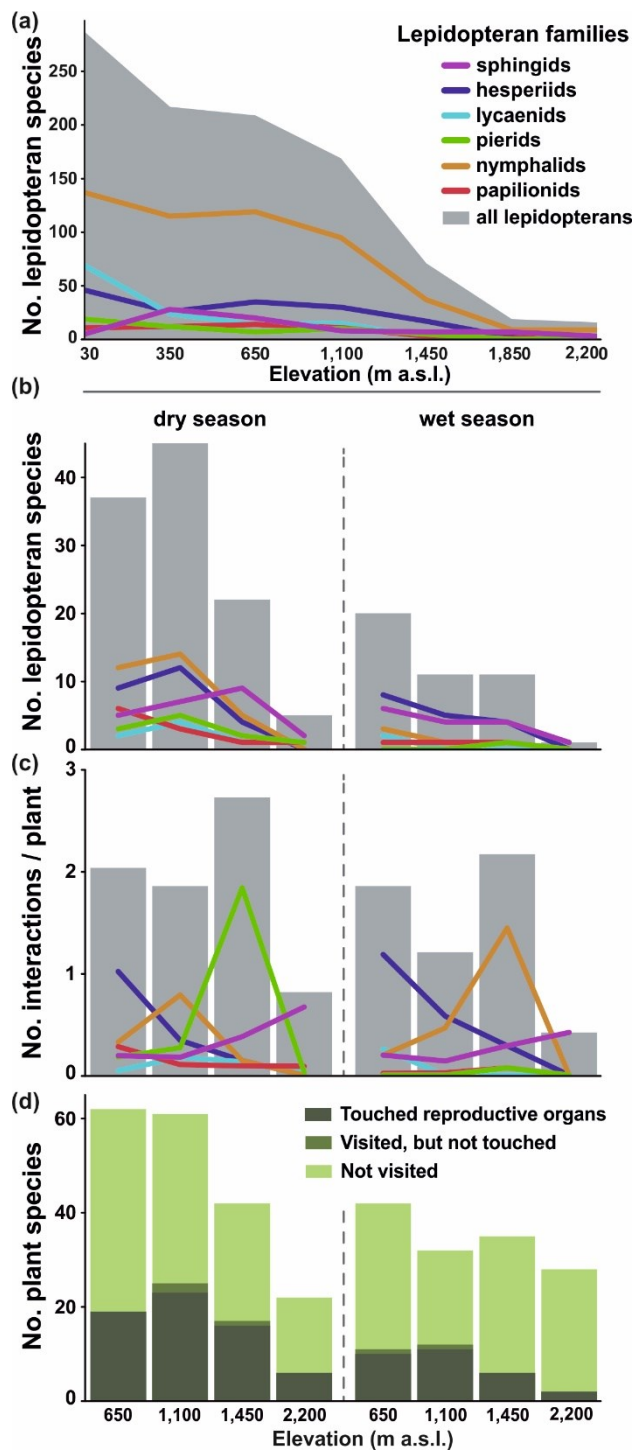 (a)
Lepidopteran families
sphingids
hesperiids
lycaenids
pierids
nymphalids
papilionids
all lepidopterans
No. lepidopteran species
250
200
150
100
50
0
30 350 650 1,100 1,450 1,850 2,200
Elevation (m a.s.l.)
(b)
dry season wet season
No. lepidopteran species
40
30
20
10
0
(c)
No. interactions / plant
3
2
1
0
(d)
Touched reproductive organs
Visited, but not touched
Not visited
No. plant species
60
40
20
0
650 1,100 1,450 2,200 650 1,100 1,450 2,200
Elevation (m a.s.l.)